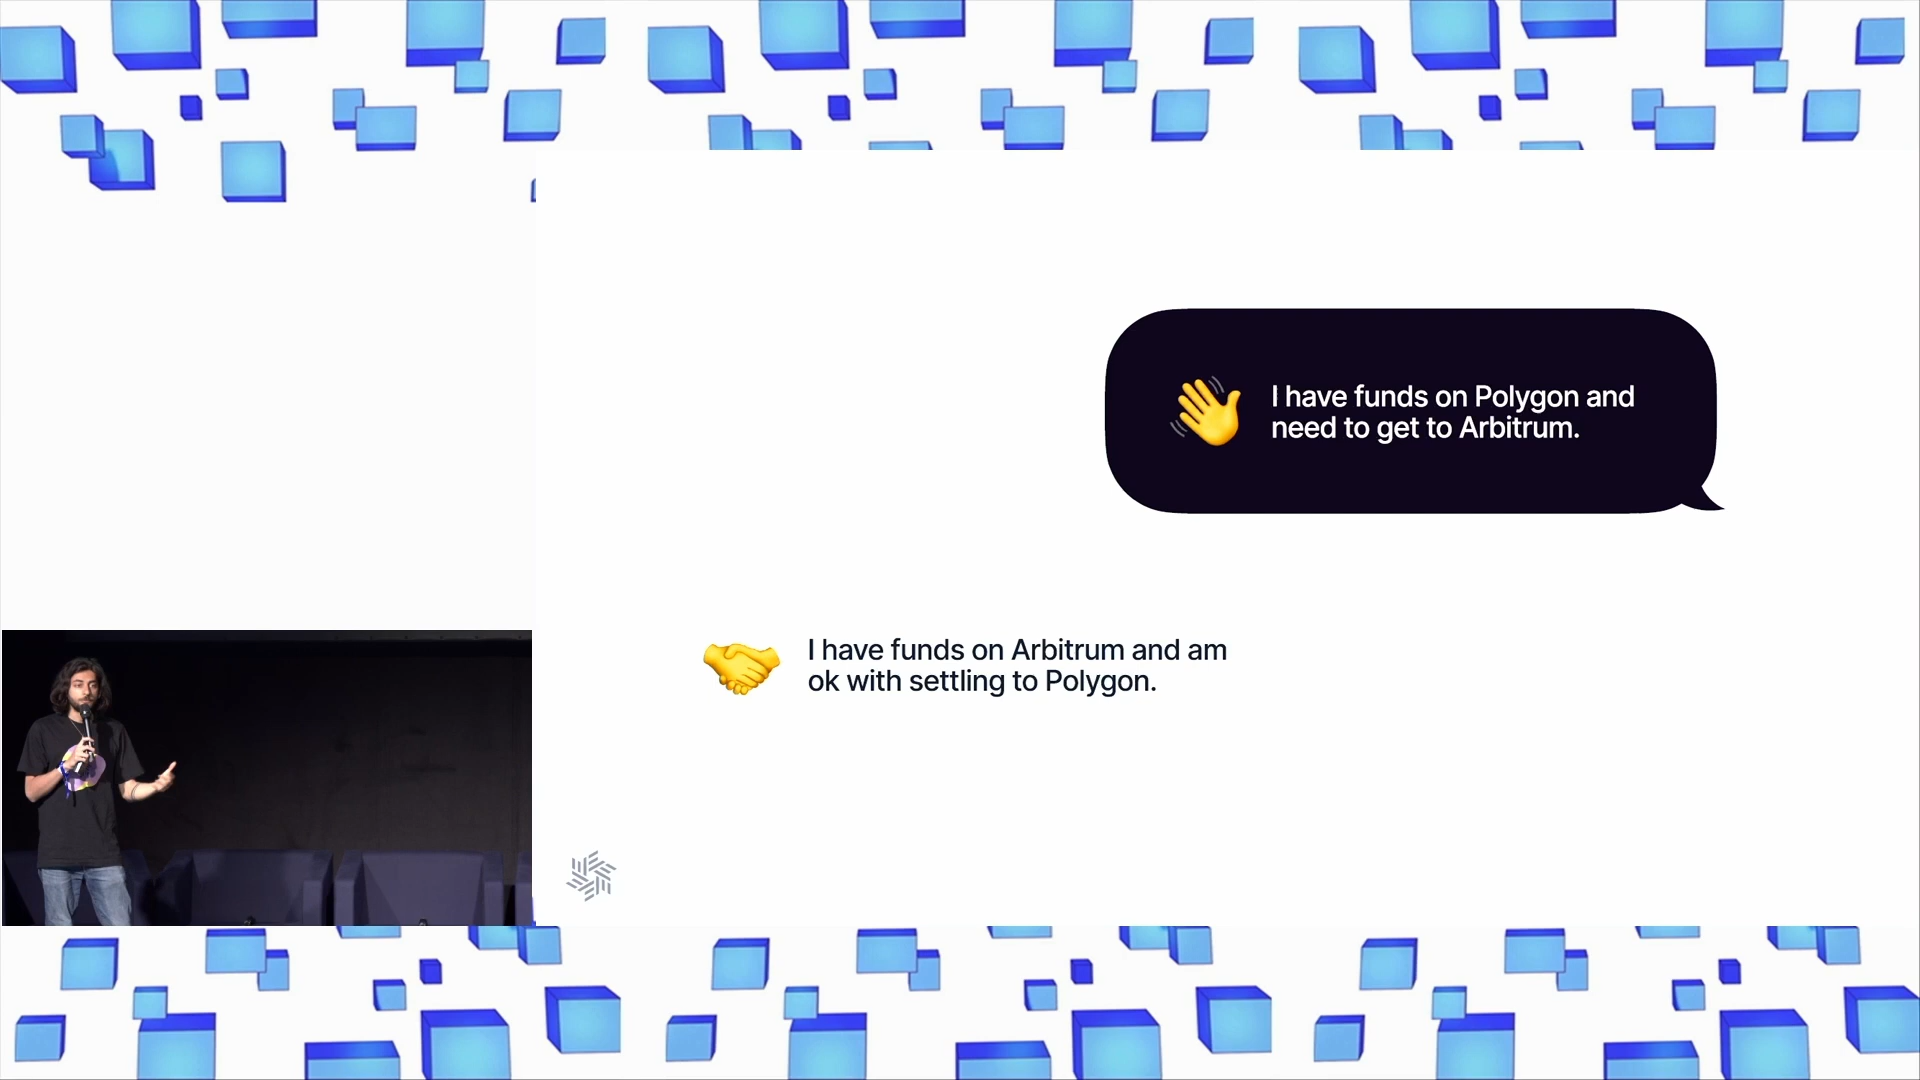 I have funds on Polygon and
need to get to Arbitrum.
I have funds on Arbitrum and am
ok with settling to Polygon.